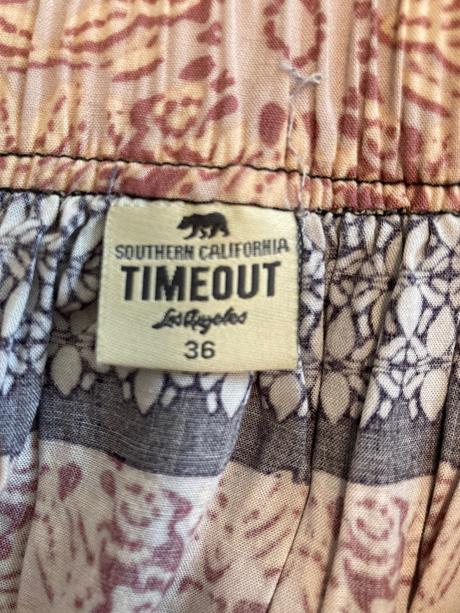 SOUTHERN CALIFORNIA
TIMEOUT
Los Angeles
36